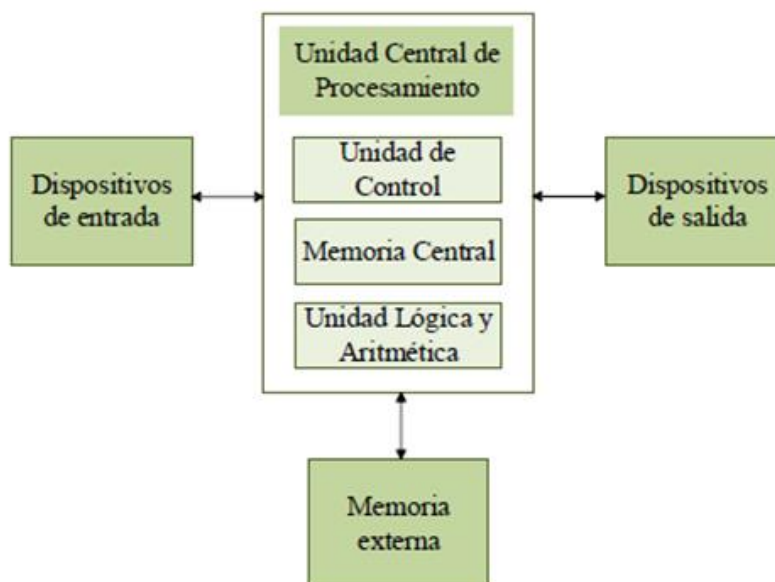 Unidad Central de
Procesamiento
Dispositivos
de entrada
Unidad de
Control
Memoria Central
Unidad Lógica y
Aritmética
Dispositivos
de salida
Memoria
externa